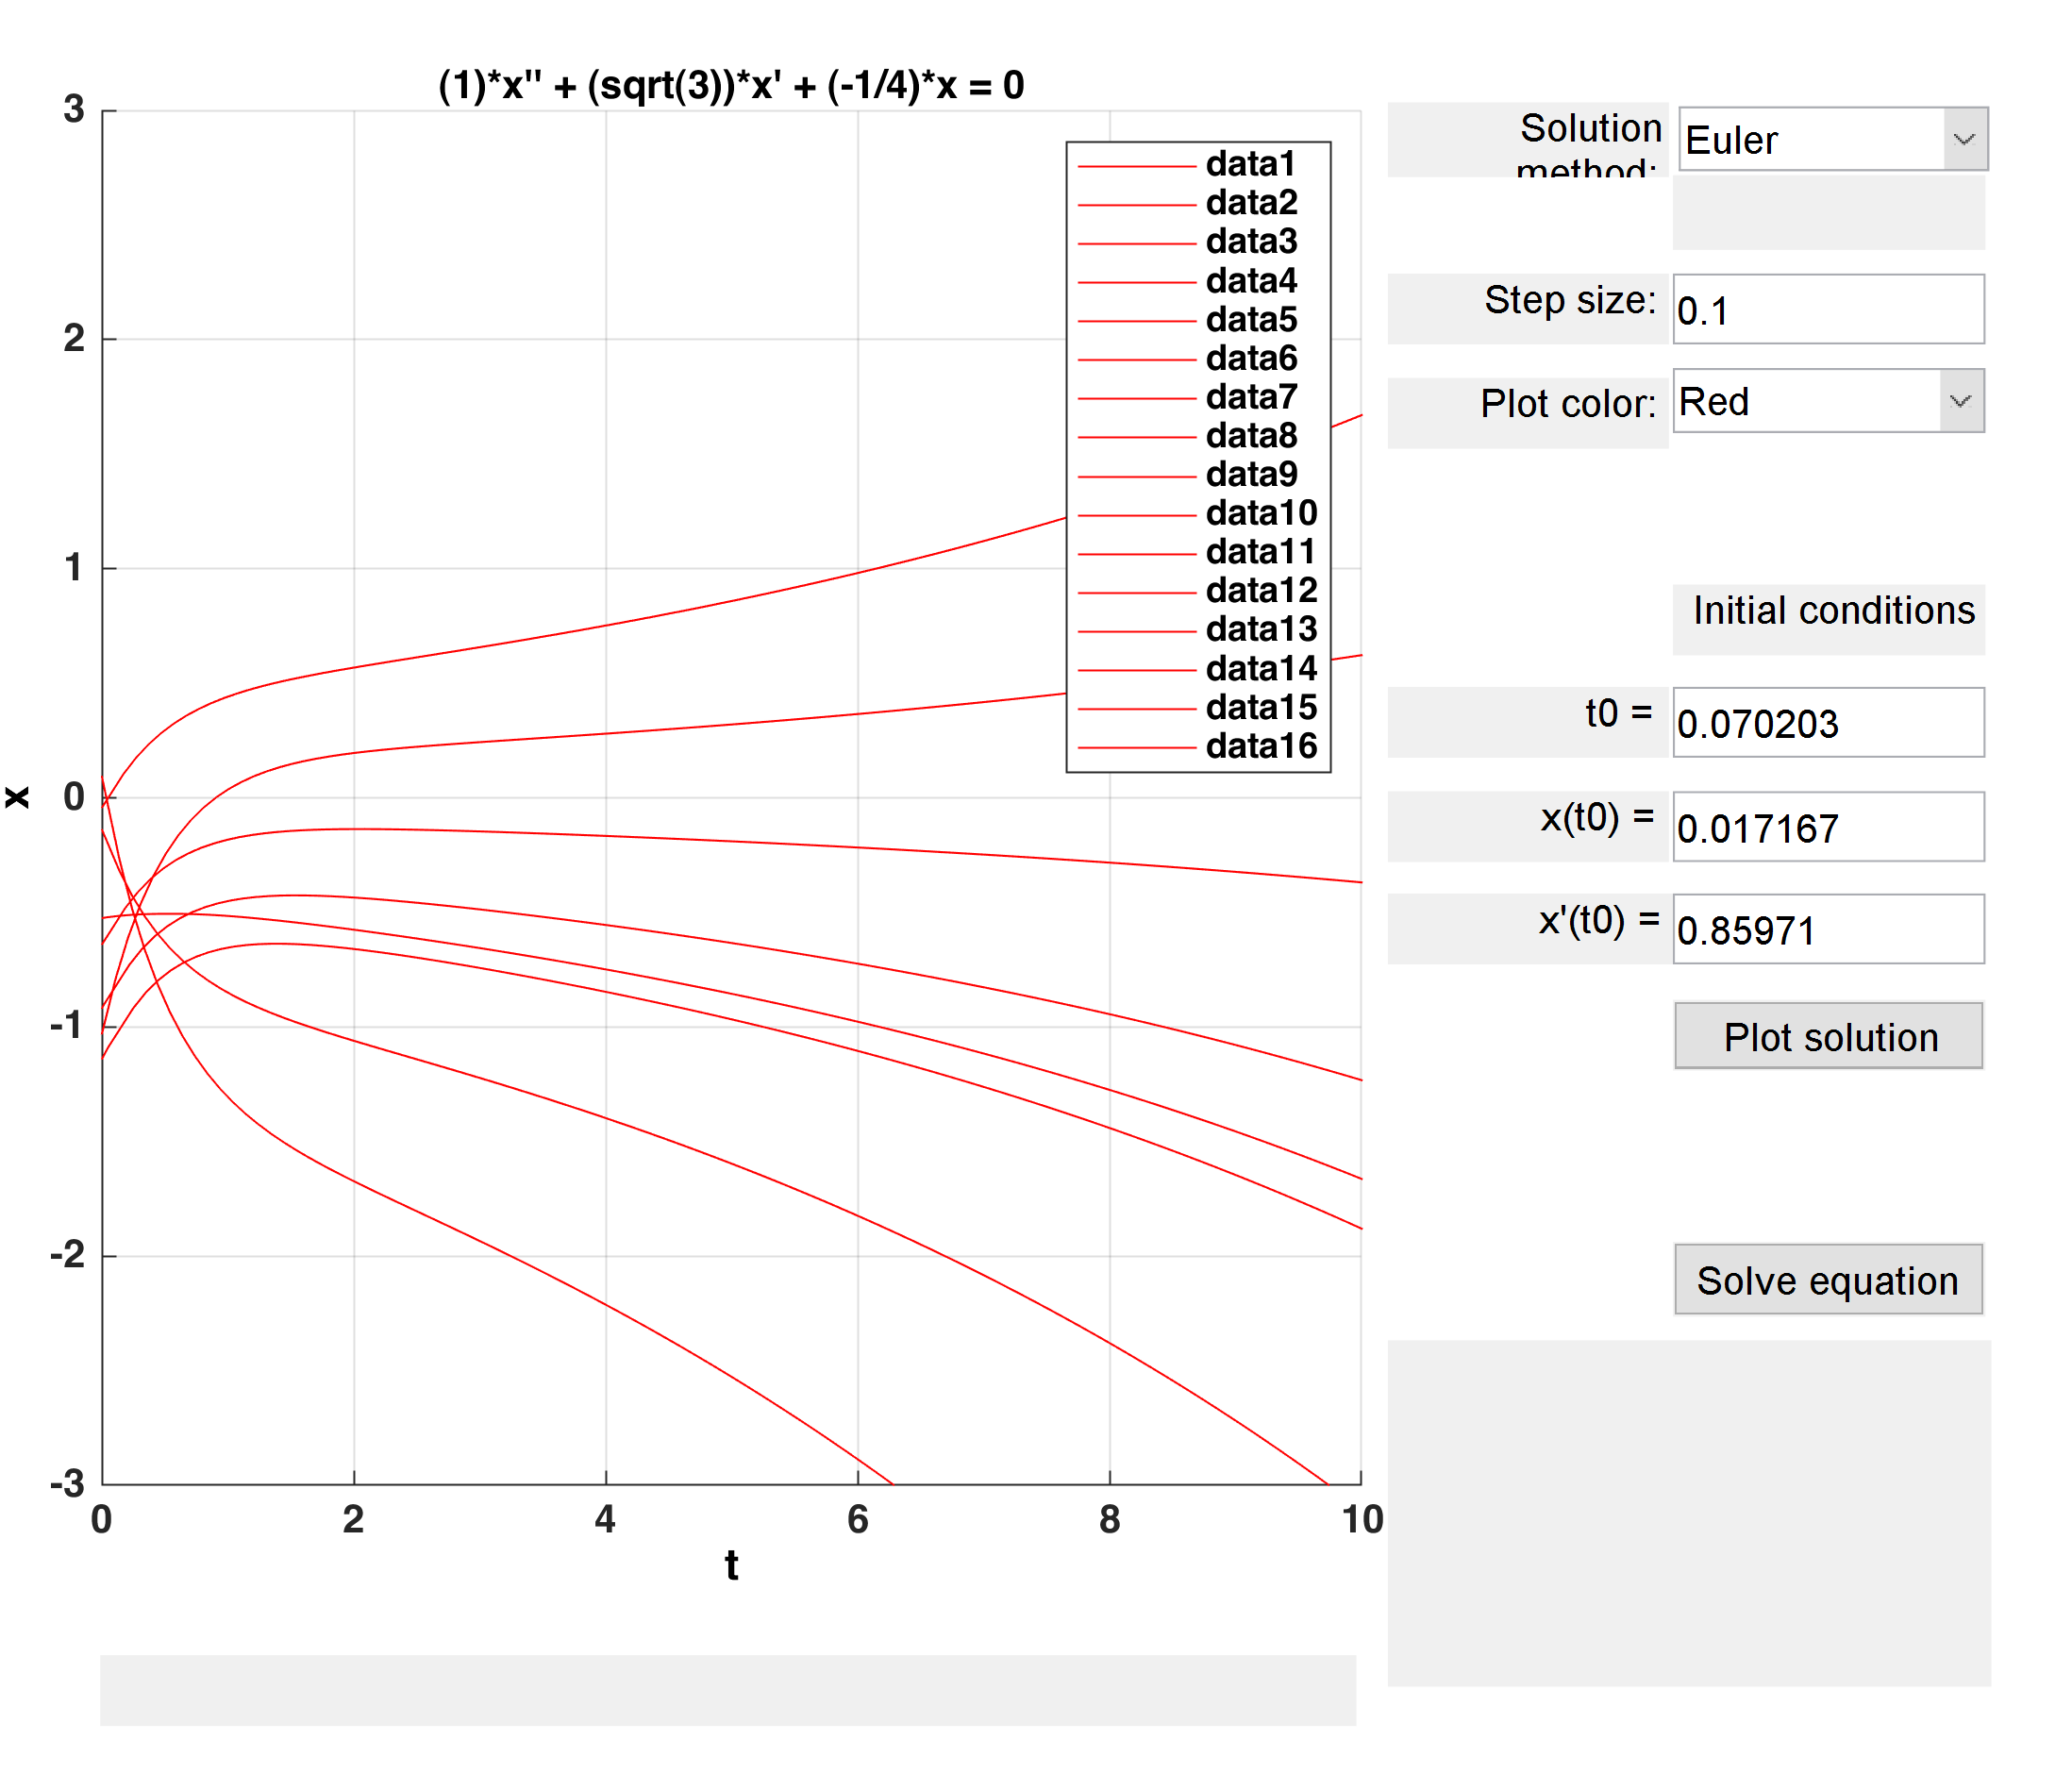 (1)*x" + (sqrt(3))*x' + (-1/4)*x = 0
3
2
1
0
-1
-2
-3
x
0
2
4
6
8
10
t
data1
data2
data3
data4
data5
data6
data7
data8
data9
data10
data11
data12
data13
data14
data15
data16
Solution
method:
Euler
Step size:
0.1
Plot color:
Red
Initial conditions
t0 =
0.070203
x(t0) =
0.017167
x'(t0) =
0.85971
Plot solution
Solve equation